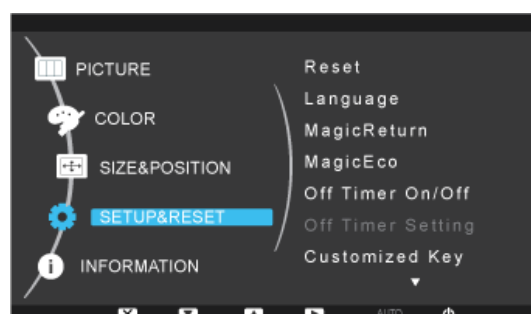 PICTURE
COLOR
SIZE&POSITION
SETUP&RESET
INFORMATION
Reset
Language
MagicReturn
MagicEco
Off Timer On/Off
Off Timer Setting
Customized Key
AUTO